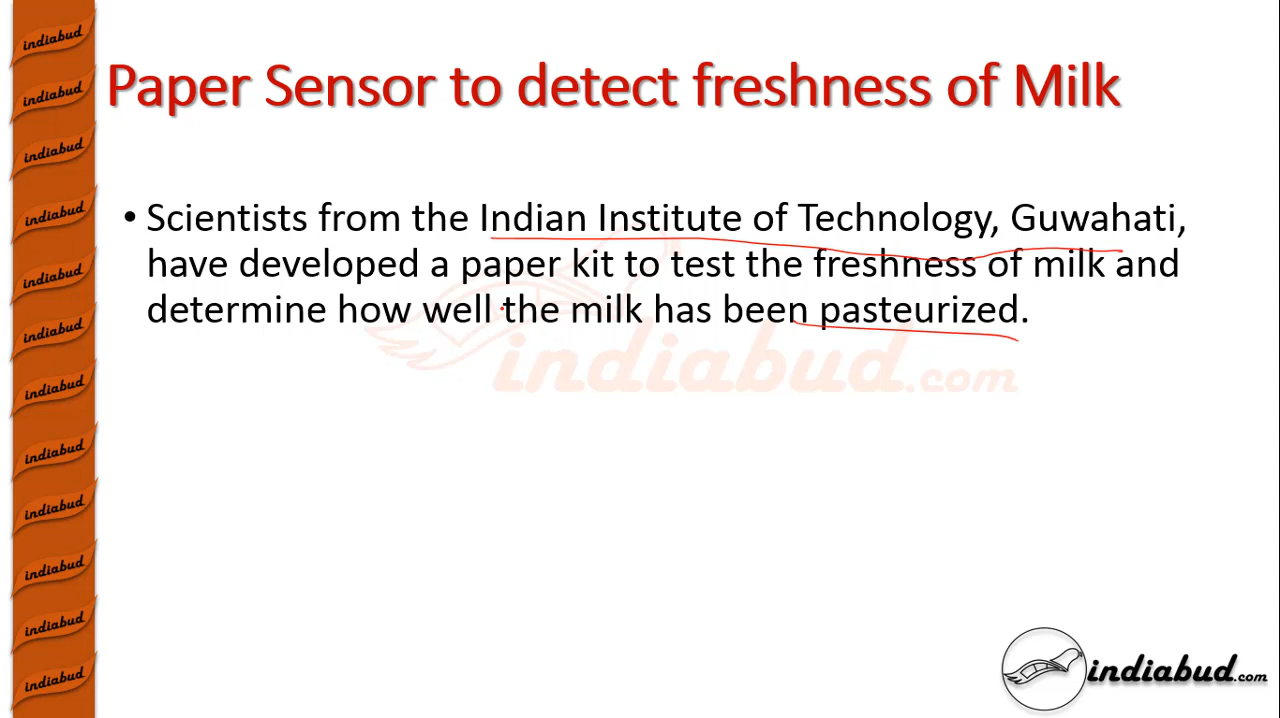 Paper Sensor to detect freshness of Milk
• Scientists from the Indian Institute of Technology, Guwahati,
have developed a paper kit to test the freshness of milk and
determine how well the milk has been pasteurized.
indiabud.com
indiabud
indiabud
indiabud
indiabud
indiabud
indiabud
indiabud
indiabud
indiabud
indiabud
indiabud
indiabud
indiabud.com